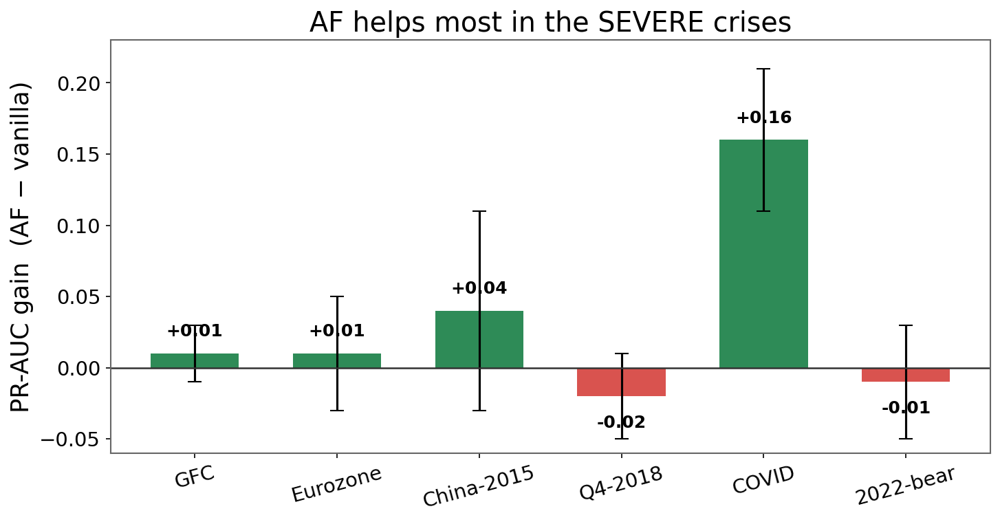 AF helps most in the SEVERE crises
PR-AUC gain (AF − vanilla)
0.20
0.15
0.10
0.05
0.00
−0.05
+0.01
+0.01
+0.04
-0.02
+0.16
-0.01
GFC
Eurozone
China-2015
Q4-2018
COVID
2022-bear